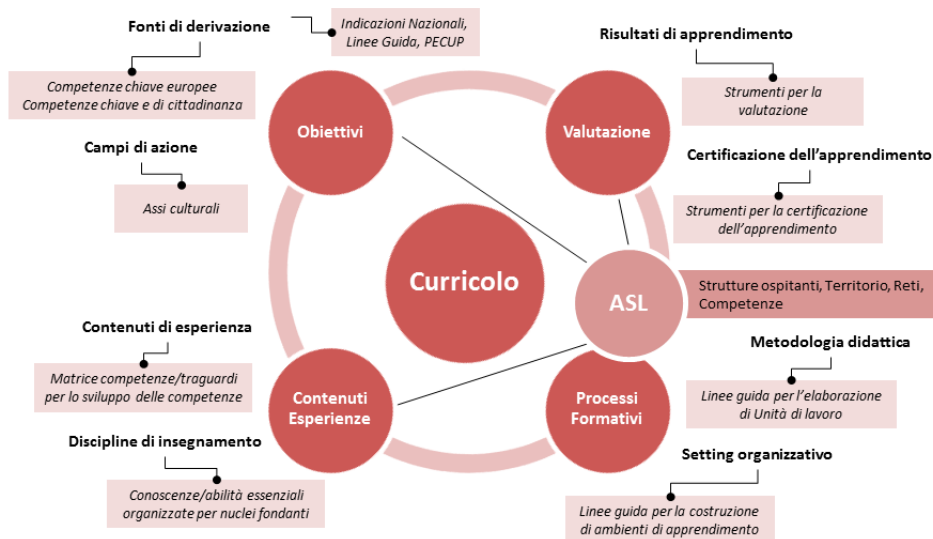 Fonti di derivazione
Indicazioni Nazionali,
Linee Guida, PECUP
Competenze chiave europee
Competenze chiave e di cittadinanza
Campi di azione
Assi culturali
Obiettivi
Valutazione
Risultati di apprendimento
Strumenti per la
valutazione
Certificazione dell’apprendimento
Strumenti per la certificazione
dell’apprendimento
Curricolo
ASL
Strutture ospitanti, Territorio, Reti,
Competenze
Contenuti di esperienza
Matrice competenze/traguardi
per lo sviluppo delle competenze
Discipline di insegnamento
Conoscenze/abilità essenziali
organizzate per nuclei fondanti
Contenuti
Esperienze
Processi
Formativi
Metodologia didattica
Linee guida per l’elaborazione
di Unità di lavoro
Setting organizzativo
Linee guida per la costruzione
di ambienti di apprendimento